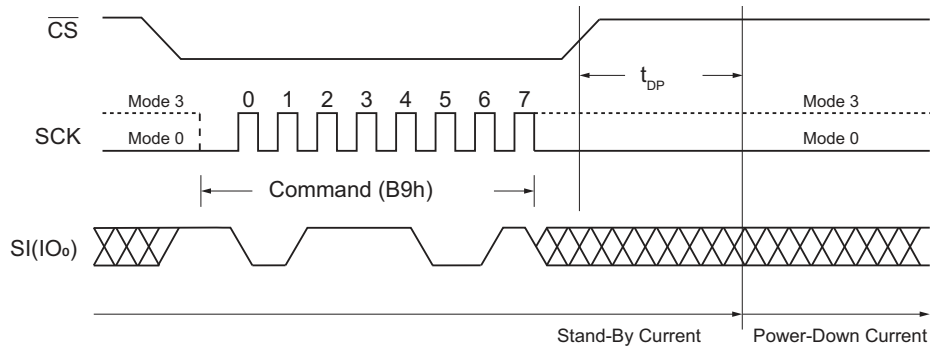 CS
t_DP
0 1 2 3 4 5 6 7
Mode 3 Mode 3
SCK Mode 0 Mode 0
Command (B9h)
SI(IO₀)
Stand-By Current Power-Down Current